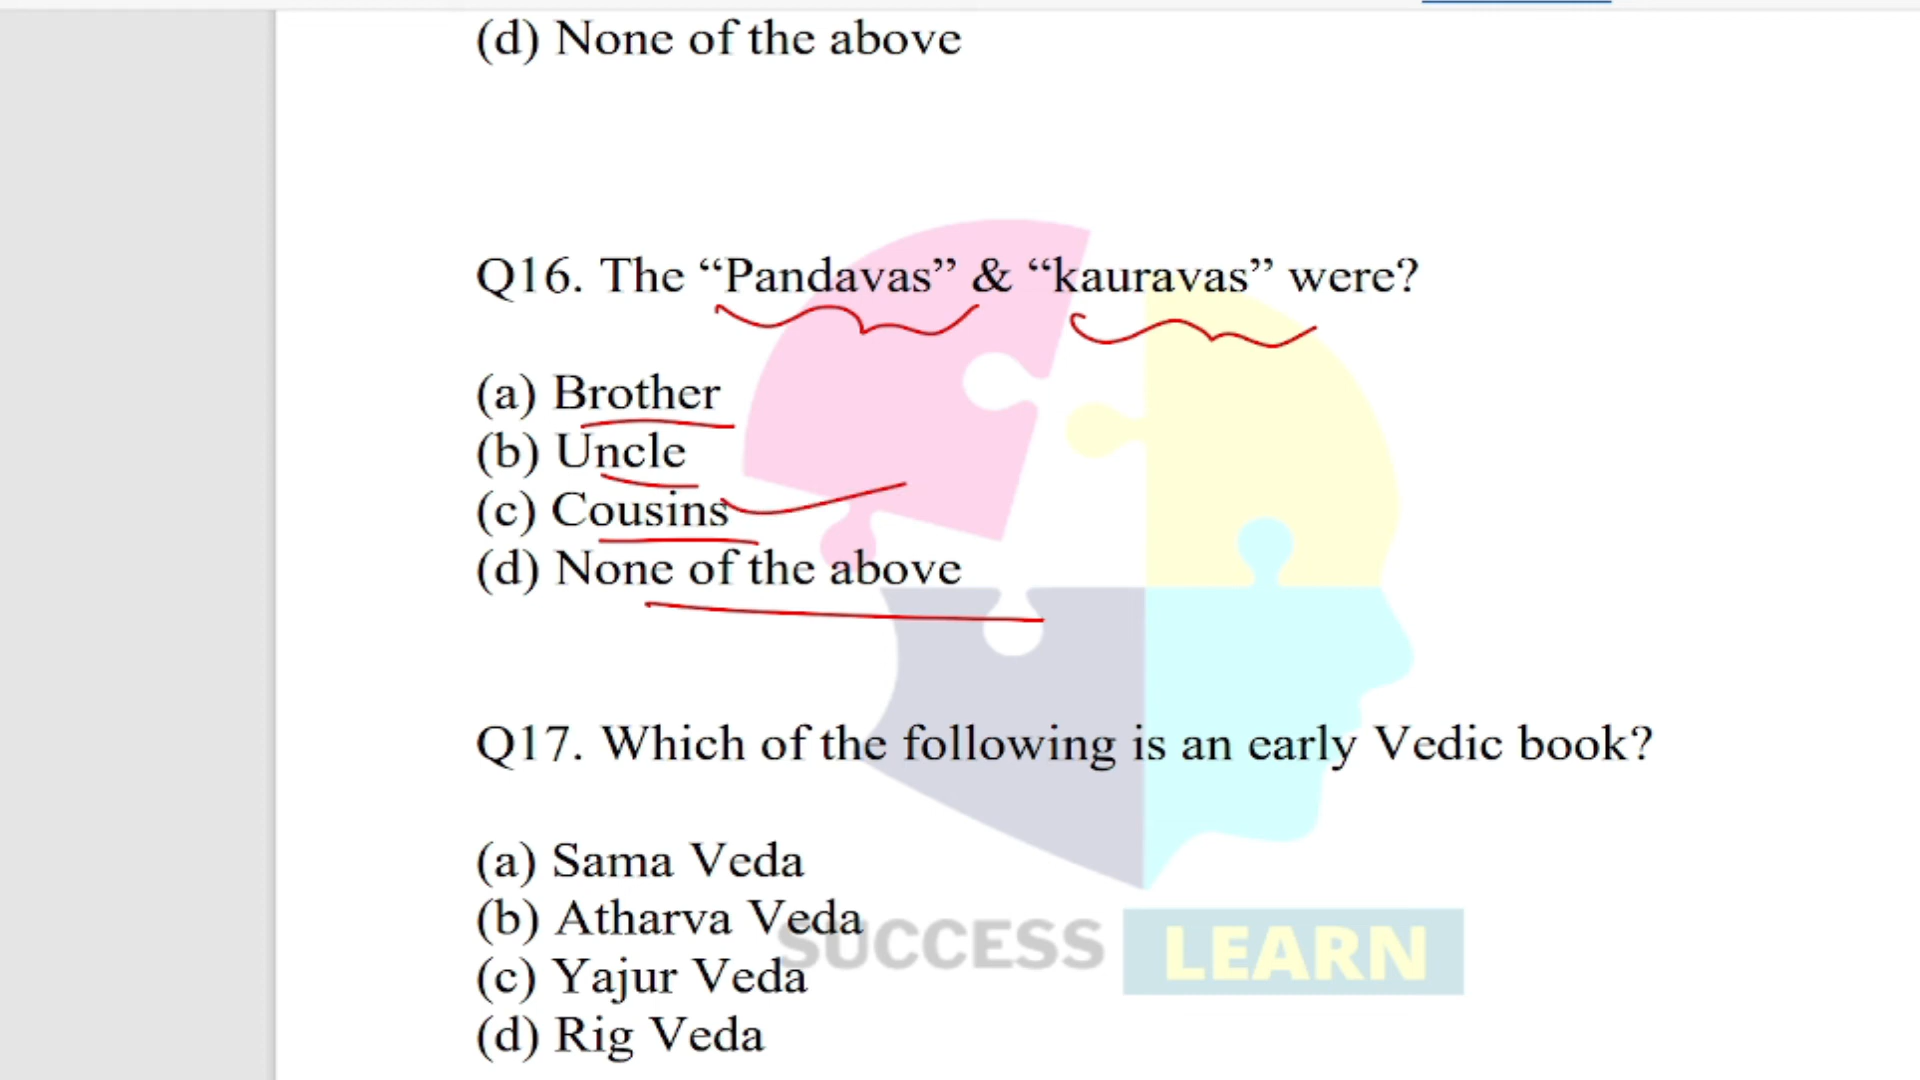 (d) None of the above
Q16. The “Pandavas” & “kauravas” were?
(a) Brother
(b) Uncle
(c) Cousins
(d) None of the above
Q17. Which of the following is an early Vedic book?
(a) Sama Veda
(b) Atharva Veda
SUCCESS LEARN
(c) Yajur Veda
(d) Rig Veda